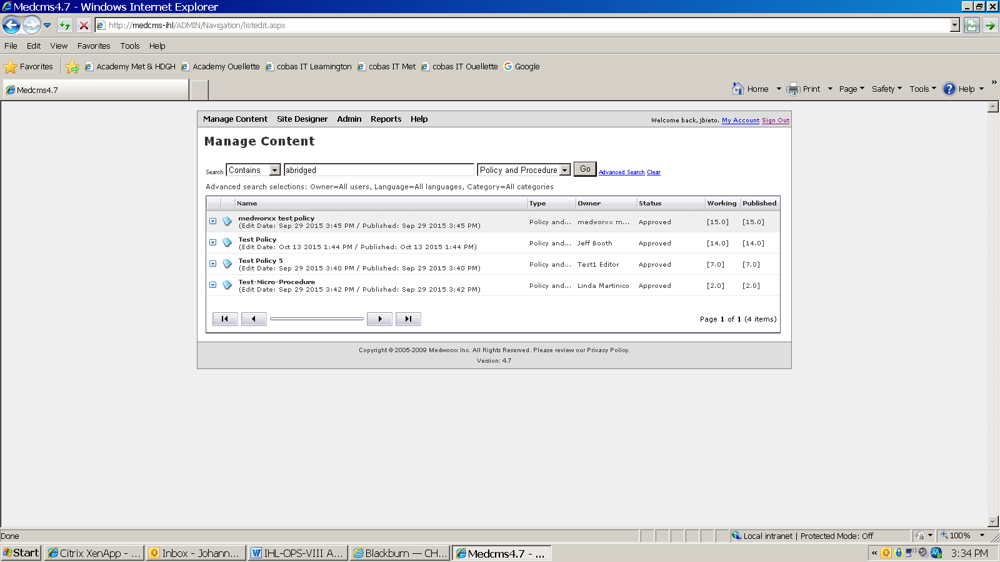 Medcms4.7 - Windows Internet Explorer
http://medcms-ihl/ADMIN/Navigation/listedit.aspx
File Edit View Favorites Tools Help
Favorites Academy Met & HDGH Academy Ouellette cobas IT Leamington cobas IT Met cobas IT Ouellette Google
Medcms4.7 Home Print Page Safety Tools Help »
Manage Content Site Designer Admin Reports Help Welcome back, jbieto. My Account Sign Out
Manage Content
Search Contains abridged Policy and Procedure Go Advanced Search Clear
Advanced search selections: Owner=All users, Language=All languages, Category=All categories
Name Type Owner Status Working Published
medworxx test policy
(Edit Date: Sep 29 2015 3:45 PM / Published: Sep 29 2015 3:45 PM) Policy and... medworxx m... Approved [15.0] [15.0]
Test Policy
(Edit Date: Oct 13 2015 1:44 PM / Published: Oct 13 2015 1:44 PM) Policy and... Jeff Booth Approved [14.0] [14.0]
Test Policy 5
(Edit Date: Sep 29 2015 3:40 PM / Published: Sep 29 2015 3:40 PM) Policy and... Test1 Editor Approved [7.0] [7.0]
Test-Micro-Procedure
(Edit Date: Sep 29 2015 3:42 PM / Published: Sep 29 2015 3:42 PM) Policy and... Linda Martinico Approved [2.0] [2.0]
Page 1 of 1 (4 items)
Copyright © 2005-2009 Medworxx Inc. All Rights Reserved. Please review our Privacy Policy.
Version: 4.7
Done Local intranet | Protected Mode: Off 100%
Start Citrix XenApp - ... Inbox - Johann... IHL-OPS-VIII A... Blackburn — CH... Medcms4.7 - ... « 3:34 PM